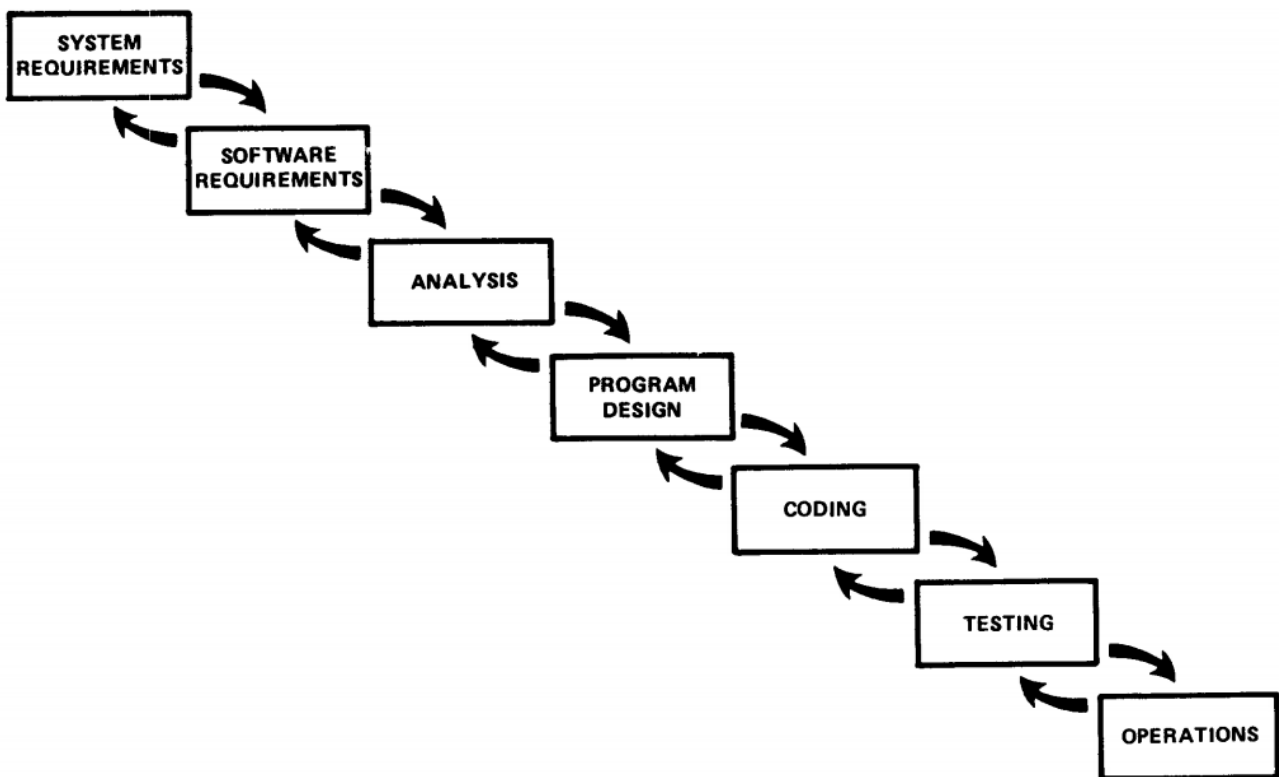 SYSTEM
REQUIREMENTS
SOFTWARE
REQUIREMENTS
ANALYSIS
PROGRAM
DESIGN
CODING
TESTING
OPERATIONS